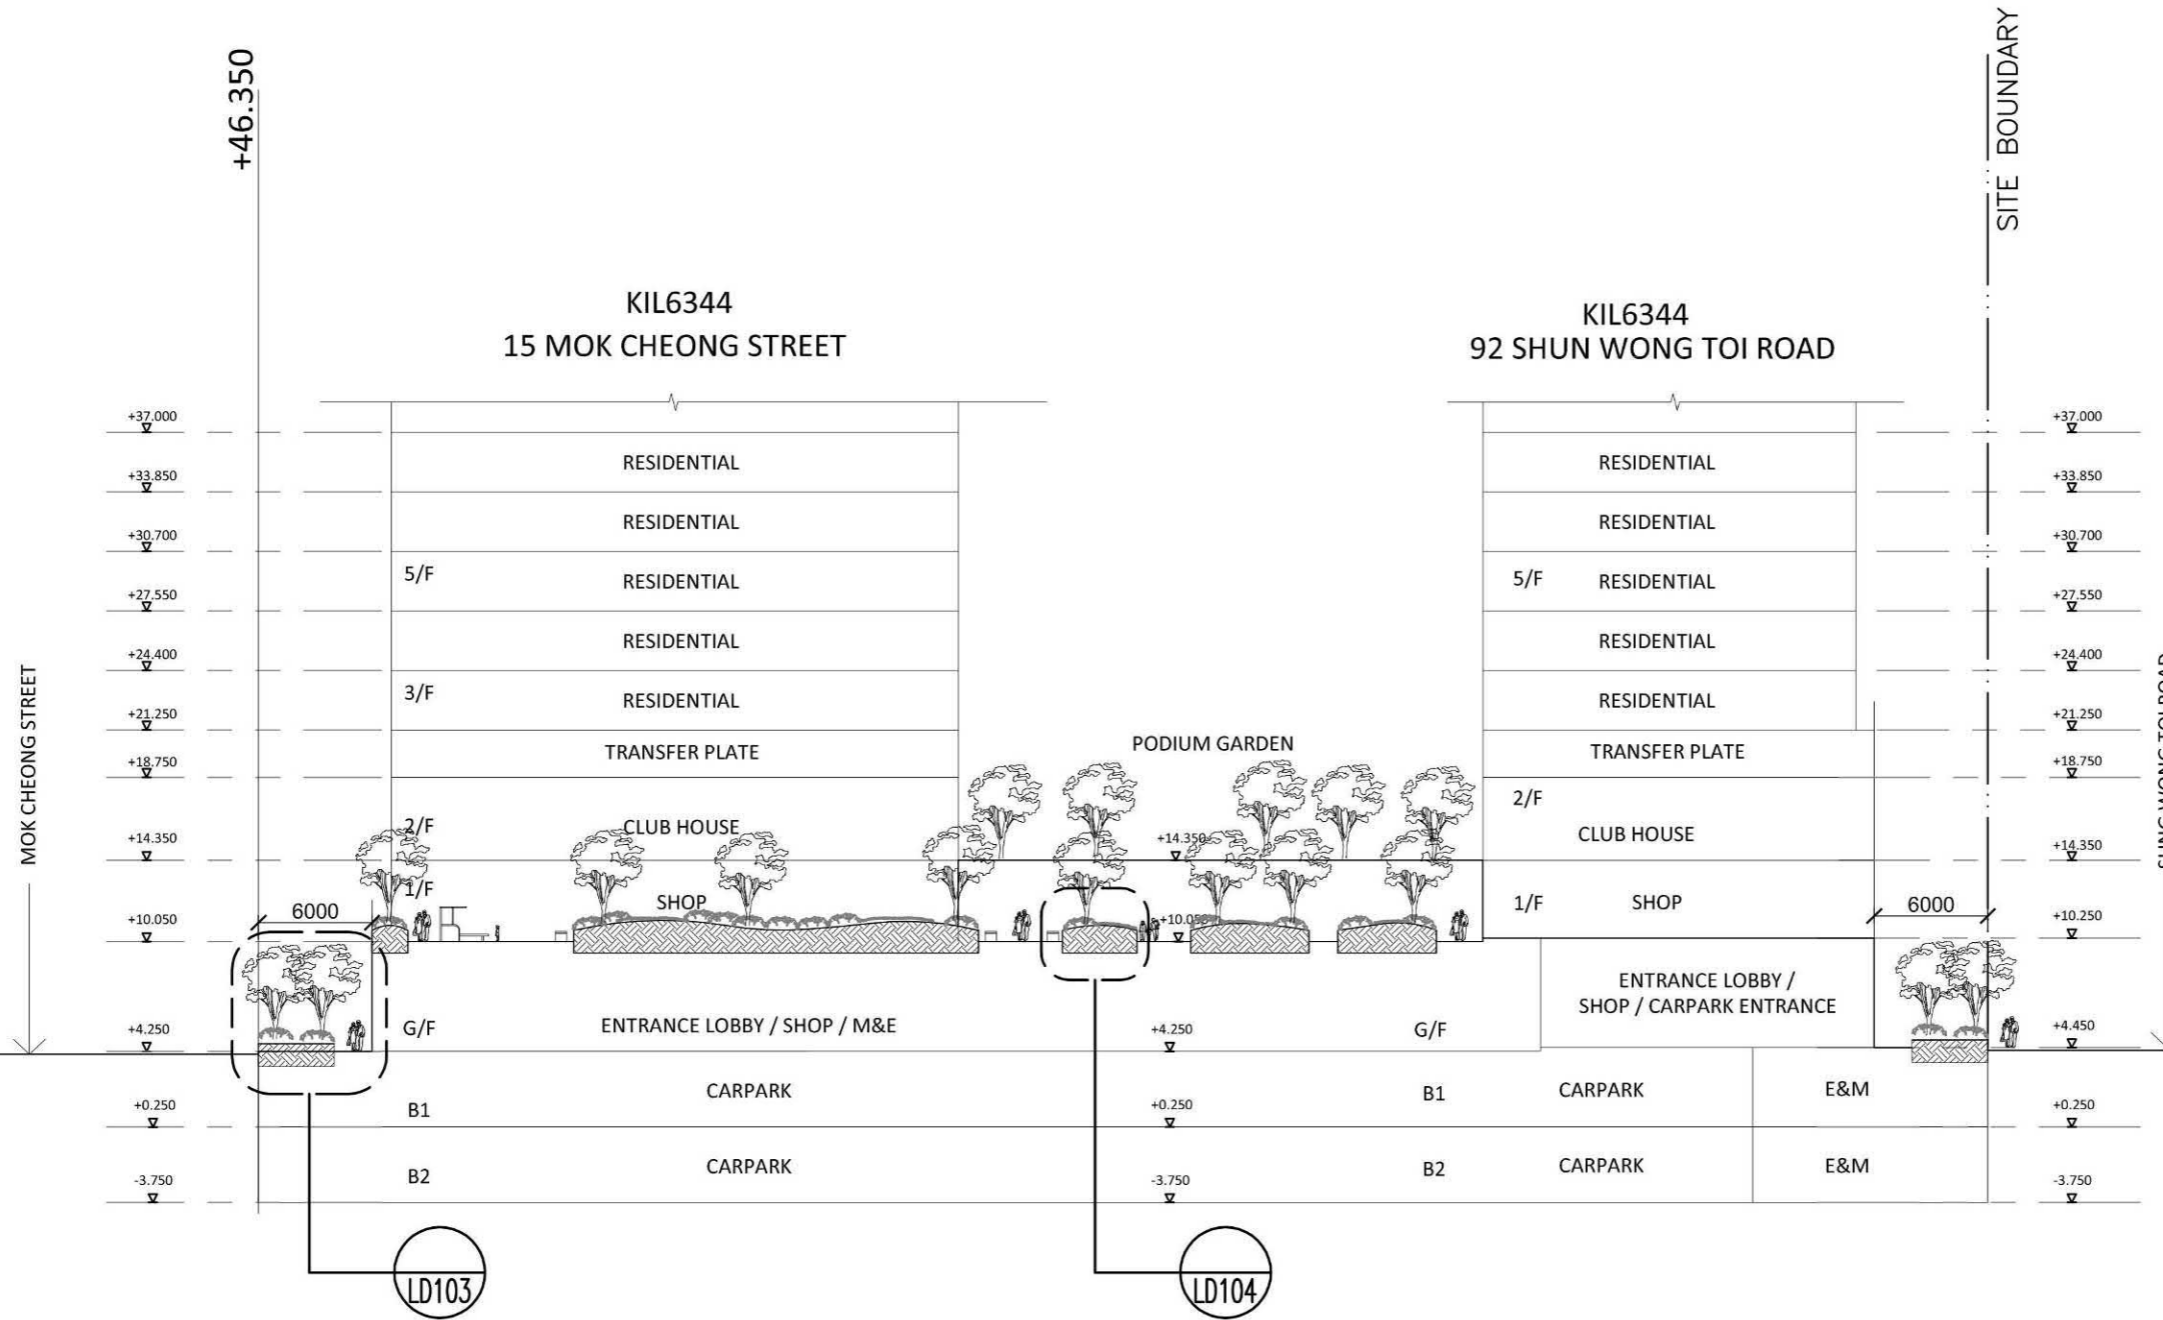 +46.350
SITE BOUNDARY
KIL6344
15 MOK CHEONG STREET
KIL6344
92 SHUN WONG TOI ROAD
+37.000
+37.000
RESIDENTIAL
RESIDENTIAL
+33.850
+33.850
RESIDENTIAL
RESIDENTIAL
+30.700
+30.700
5/F
RESIDENTIAL
5/F
RESIDENTIAL
+27.550
+27.550
RESIDENTIAL
RESIDENTIAL
+24.400
+24.400
3/F
RESIDENTIAL
RESIDENTIAL
+21.250
+21.250
TRANSFER PLATE
PODIUM GARDEN
TRANSFER PLATE
+18.750
+18.750
2/F
CLUB HOUSE
2/F
CLUB HOUSE
+14.350
+14.350
+14.350
MOK CHEONG STREET
SUNG WONG TOI ROAD
1/F
SHOP
1/F
SHOP
6000
6000
+10.050
+10.050
+10.250
ENTRANCE LOBBY /
SHOP / CARPARK ENTRANCE
G/F
ENTRANCE LOBBY / SHOP / M&E
G/F
+4.250
+4.250
+4.450
B1
CARPARK
B1
CARPARK
E&M
+0.250
+0.250
+0.250
B2
CARPARK
B2
CARPARK
E&M
-3.750
-3.750
-3.750
LD103
LD104